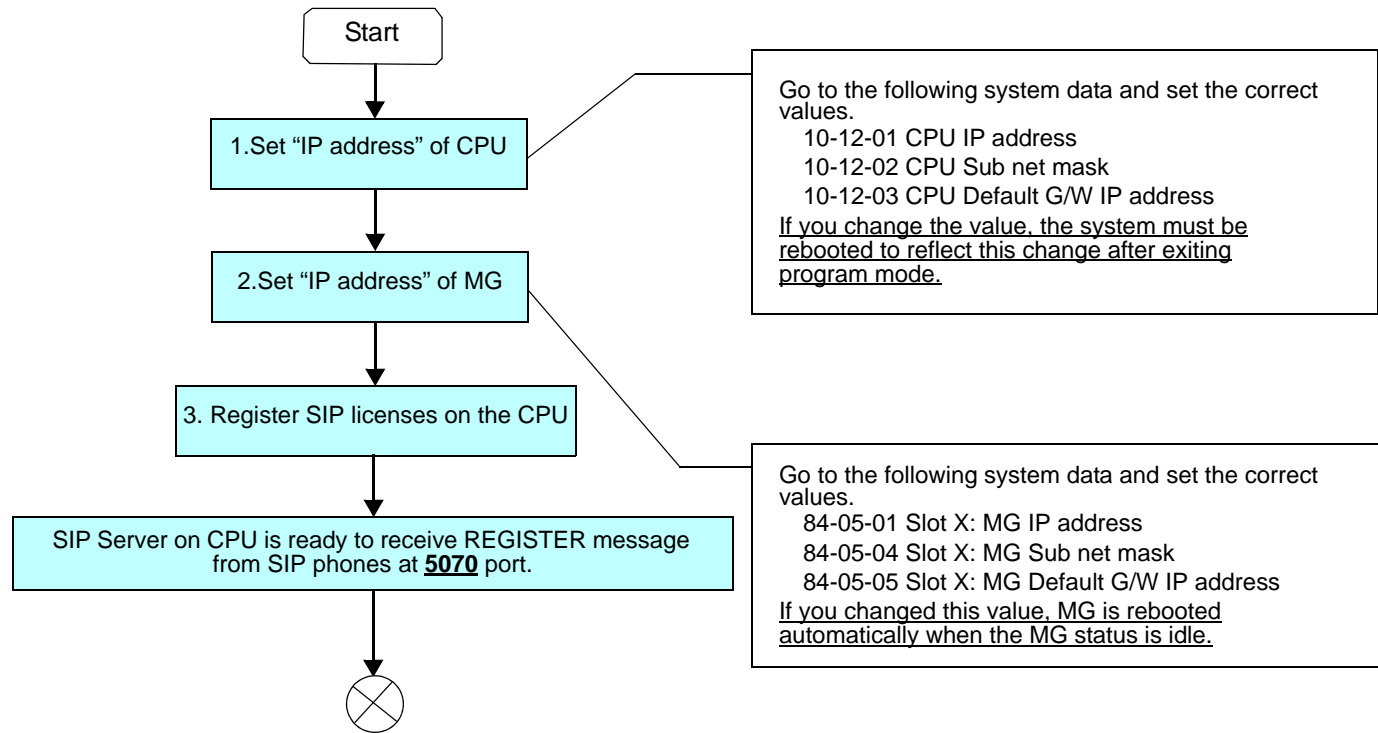 Start
1.Set “IP address” of CPU
Go to the following system data and set the correct
values.
10-12-01 CPU IP address
10-12-02 CPU Sub net mask
10-12-03 CPU Default G/W IP address
If you change the value, the system must be
rebooted to reflect this change after exiting
program mode.
2.Set “IP address” of MG
3. Register SIP licenses on the CPU
Go to the following system data and set the correct
values.
84-05-01 Slot X: MG IP address
84-05-04 Slot X: MG Sub net mask
84-05-05 Slot X: MG Default G/W IP address
If you changed this value, MG is rebooted
automatically when the MG status is idle.
SIP Server on CPU is ready to receive REGISTER message
from SIP phones at 5070 port.